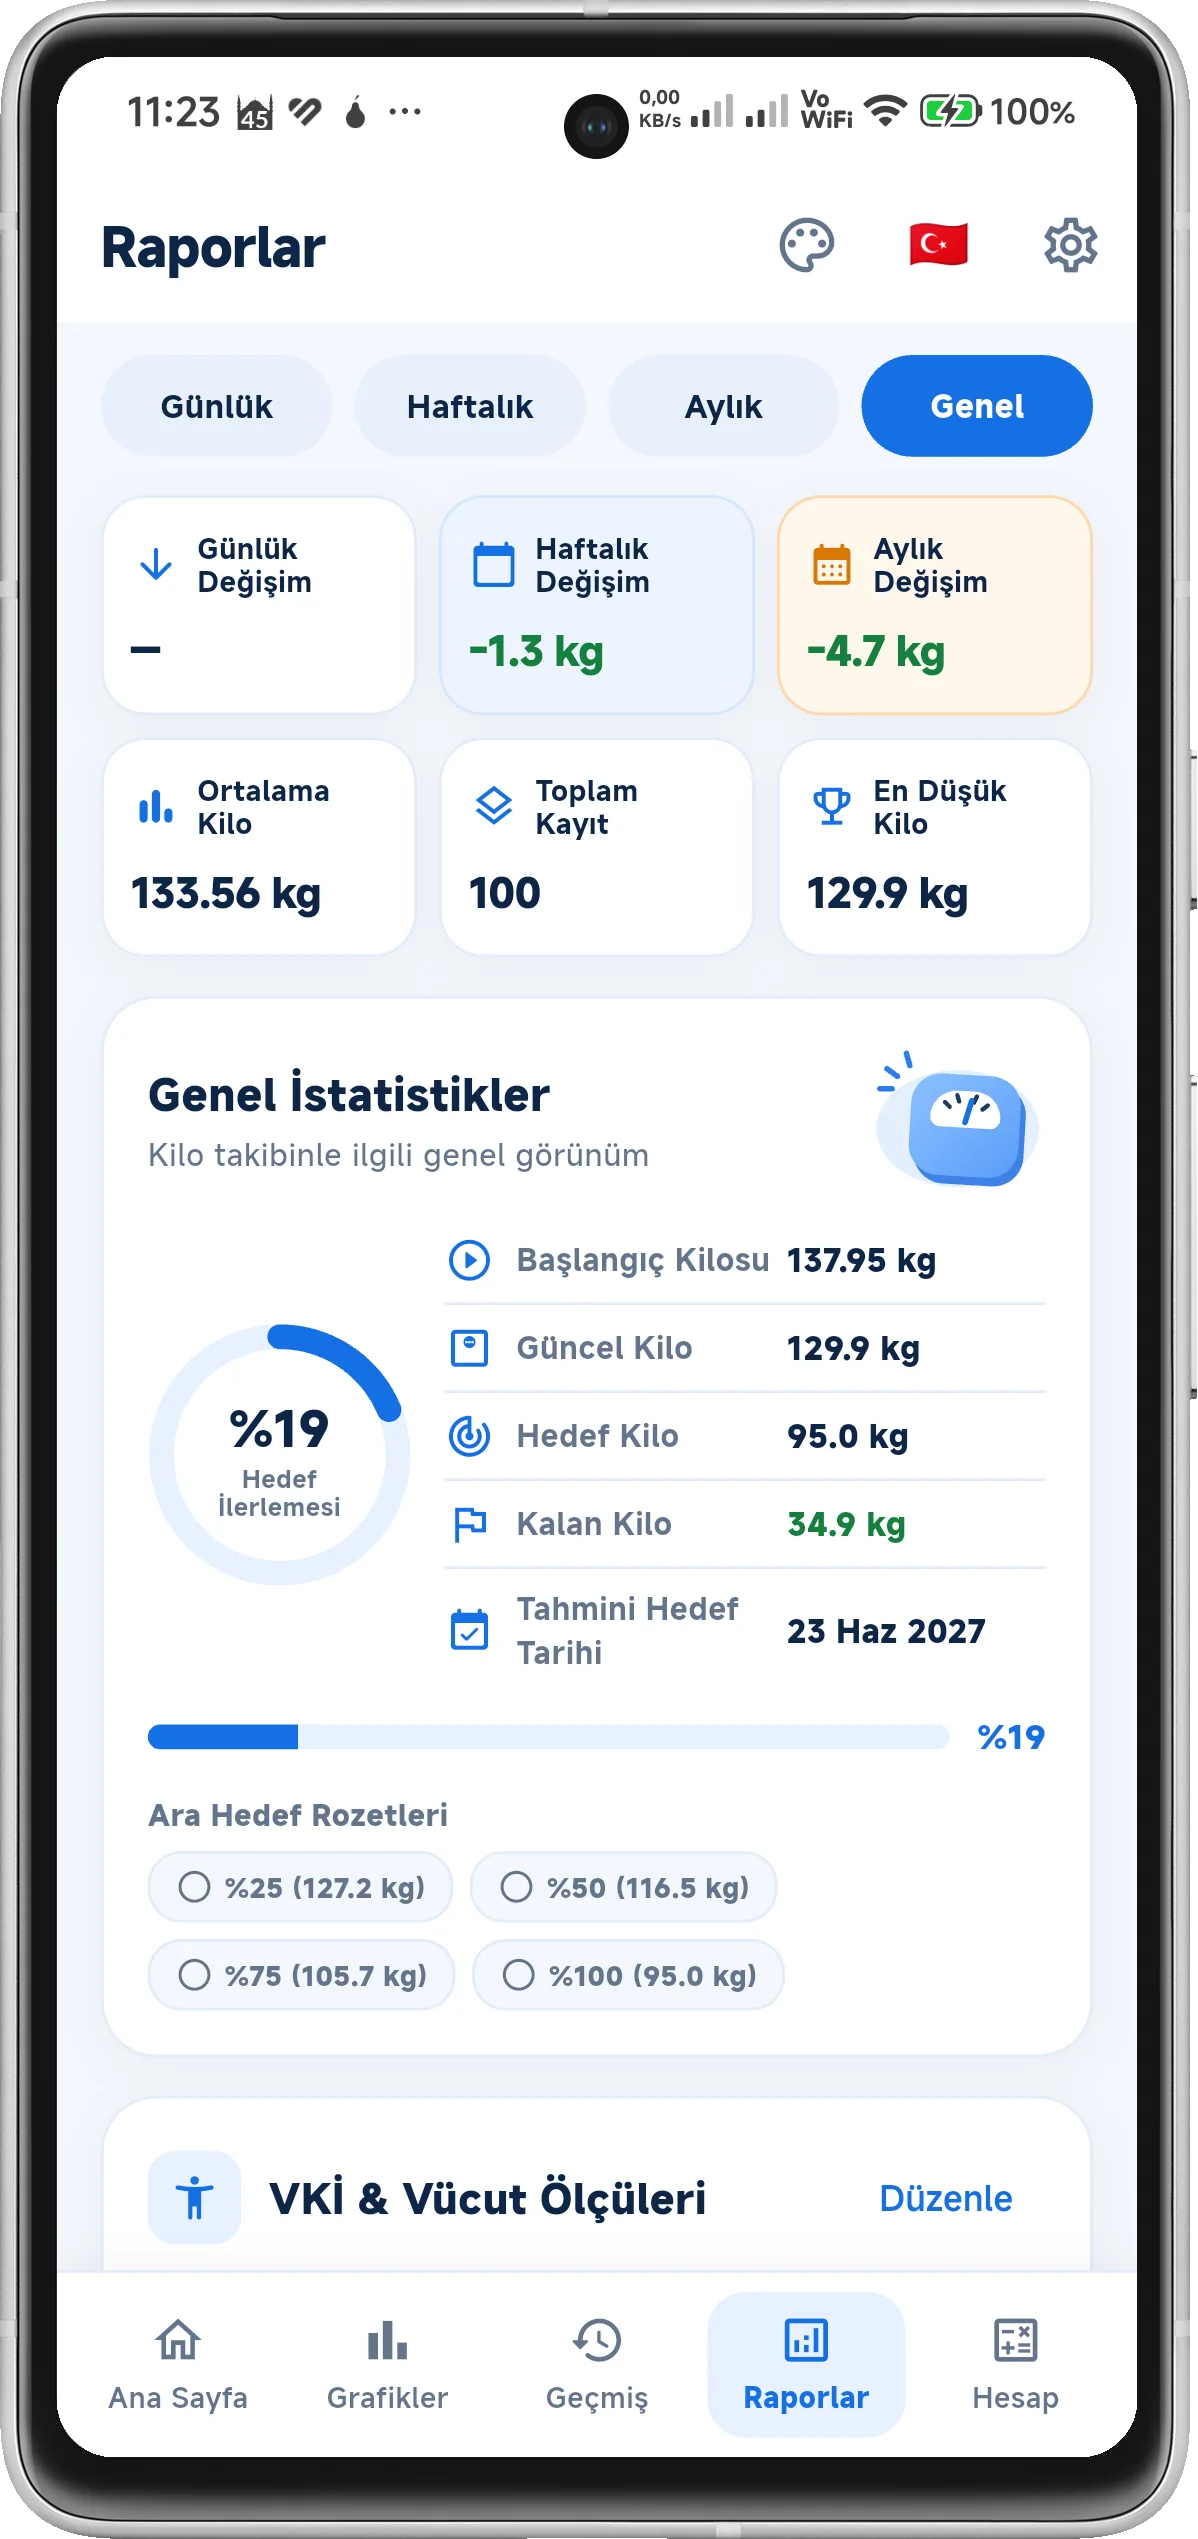 11:23 45 ... 0,00 KB/s Vo WiFi 100%
Raporlar
Günlük Haftalık Aylık Genel
Günlük Değişim
–
Haftalık Değişim
-1.3 kg
Aylık Değişim
-4.7 kg
Ortalama Kilo
133.56 kg
Toplam Kayıt
100
En Düşük Kilo
129.9 kg
Genel İstatistikler
Kilo takibinle ilgili genel görünüm
%19
Hedef
İlerlemesi
Başlangıç Kilosu 137.95 kg
Güncel Kilo 129.9 kg
Hedef Kilo 95.0 kg
Kalan Kilo 34.9 kg
Tahmini Hedef Tarihi 23 Haz 2027
%19
Ara Hedef Rozetleri
%25 (127.2 kg) %50 (116.5 kg)
%75 (105.7 kg) %100 (95.0 kg)
VKİ & Vücut Ölçüleri Düzenle
Ana Sayfa Grafikler Geçmiş Raporlar Hesap